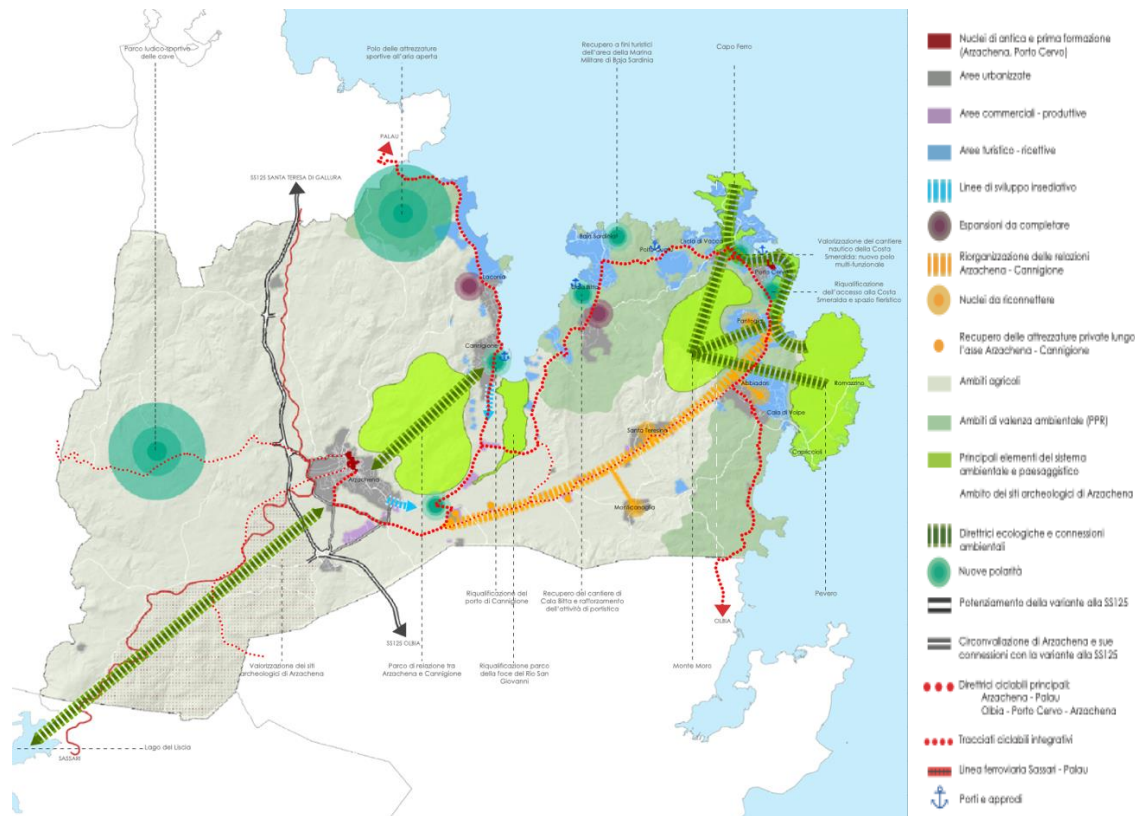 Parco ludico-sportivo
delle cave
Polo delle attrezzature
sportive all'aria aperta
Recupero a fini turistici
dell'area della Marina
Militare di Baja Sardinia
Capo Ferro
PALAU
SS125 SANTA TERESA DI GALLURA
Baja Sardinia
Liscia di Vacca
Porto Cervo
Valorizzazione del cantiere
nautico della Costa
Smeralda: nuovo polo
multi-funzionale
Riqualificazione
dell'accesso alla Costa
Smeralda e spazio fieristico
Cannigione
Abbiadori
Romazzino
Cala di Volpe
Capriccioli
Santa Teresina
Arzachena
Monticanaglia
Riqualificazione del
porto di Cannigione
Recupero del cantiere di
Cala Bitta e rafforzamento
dell'attività di portistica
Pevero
OLBIA
SS125 OLBIA
Valorizzazione dei siti
archeologici di Arzachena
Parco di relazione tra
Arzachena e Cannigione
Riqualificazione parco
della foce del Rio San
Giovanni
Monte Moro
Lago del Liscia
SASSARI
Nuclei di antica e prima formazione
(Arzachena, Porto Cervo)
Aree urbanizzate
Aree commerciali - produttive
Aree turistico - ricettive
Linee di sviluppo insediativo
Espansioni da completare
Riorganizzazione delle relazioni
Arzachena - Cannigione
Nuclei da riconnettere
Recupero delle attrezzature private lungo
l'asse Arzachena - Cannigione
Ambiti agricoli
Ambiti di valenza ambientale (PPR)
Principali elementi del sistema
ambientale e paesaggistico
Ambito dei siti archeologici di Arzachena
Direttrici ecologiche e connessioni
ambientali
Nuove polarità
Potenziamento della variante alla SS125
Circonvallazione di Arzachena e sue
connessioni con la variante alla SS125
Direttrici ciclabili principali:
Arzachena - Palau
Olbia - Porto Cervo - Arzachena
Tracciati ciclabili integrativi
Linea ferroviaria Sassari - Palau
Porti e approdi